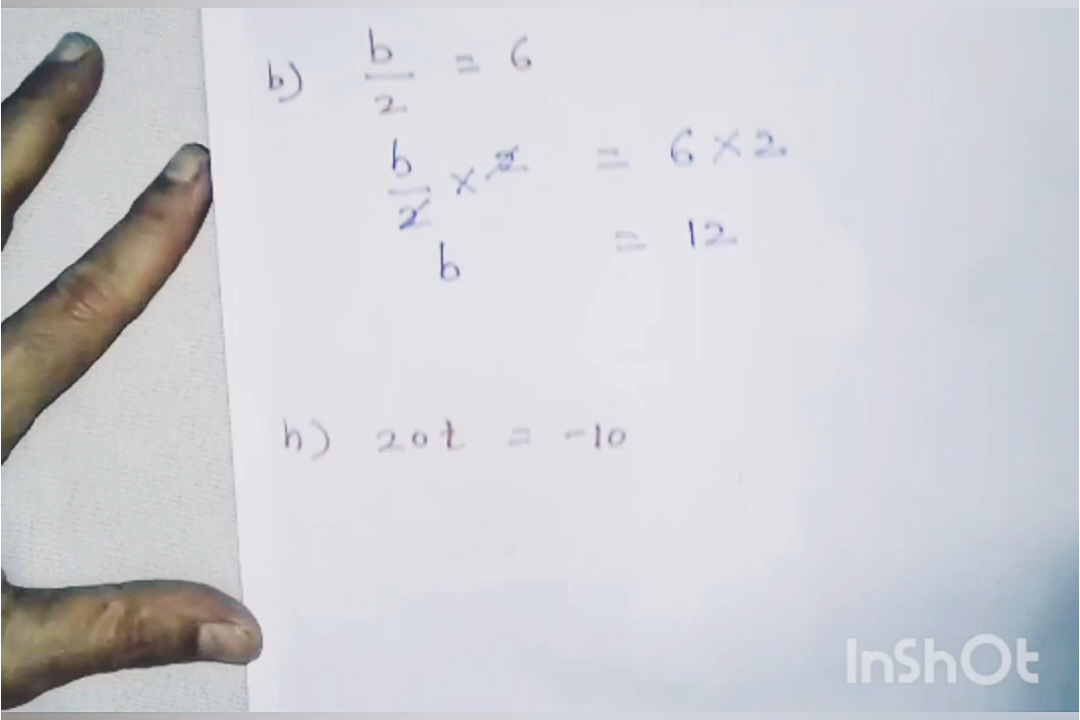 b) b/2 = 6
b/2 × 2 = 6 × 2
b = 12
h) 20t = -10
InShOt